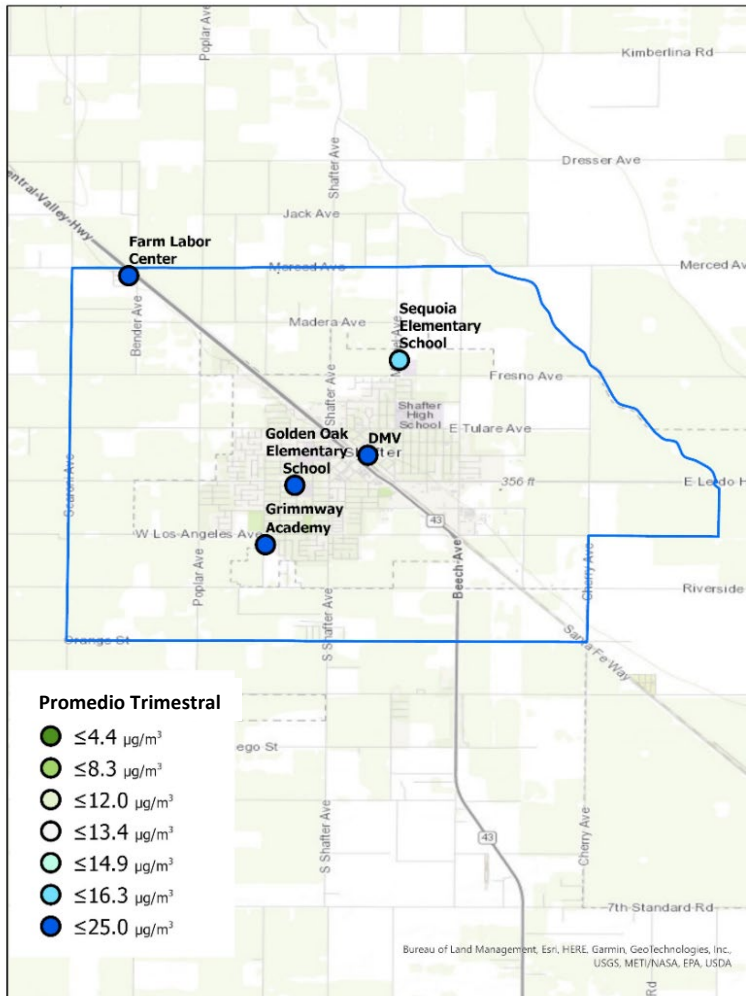 Poplar Ave
Kimberlina Rd
Shafter Ave
Dresser Ave
Central-Valley-Hwy
Jack Ave
Farm Labor
Center
Merced Ave
Merced Av
Bender Ave
Madera Ave
Sequoia
Elementary
School
Shafter Ave
Fresno Ave
Shafter
High
School
E Tulare Ave
Golden Oak
Elementary
School
DMV
356 ft
E Lerdo H
Grimmway
Academy
W Los-Angeles Ave
43
Poplar Ave
Beech-Ave
Cherry Ave
Riverside
S Shafter Ave
Orange St
Santa Fe Way
Promedio Trimestral
≤4.4 µg/m³
≤8.3 µg/m³
≤12.0 µg/m³
≤13.4 µg/m³
≤14.9 µg/m³
≤16.3 µg/m³
≤25.0 µg/m³
ego St
S Shafter Ave
43
Cherry Ave
7th Standard Rd
Bureau of Land Management, Esri, HERE, Garmin, GeoTechnologies, Inc.,
USGS, METI/NASA, EPA, USDA
Rd